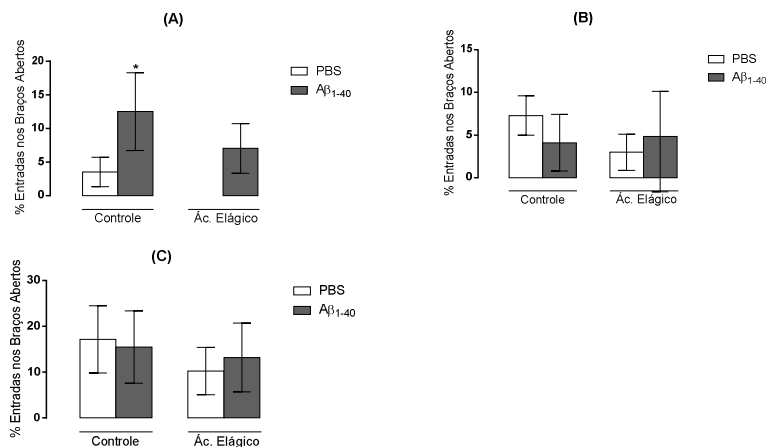 (A)
% Entradas nos Braços Abertos
20
15
10
5
0
*
PBS
Aβ1-40
Controle
Ác. Elágico
(B)
% Entradas nos Braços Abertos
15
10
5
0
PBS
Aβ1-40
Controle
Ác. Elágico
(C)
% Entradas nos Braços Abertos
30
20
10
0
PBS
Aβ1-40
Controle
Ác. Elágico